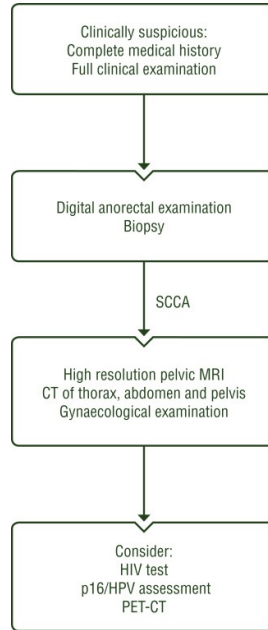 Clinically suspicious:
Complete medical history
Full clinical examination
Digital anorectal examination
Biopsy
SCCA
High resolution pelvic MRI
CT of thorax, abdomen and pelvis
Gynaecological examination
Consider:
HIV test
p16/HPV assessment
PET-CT